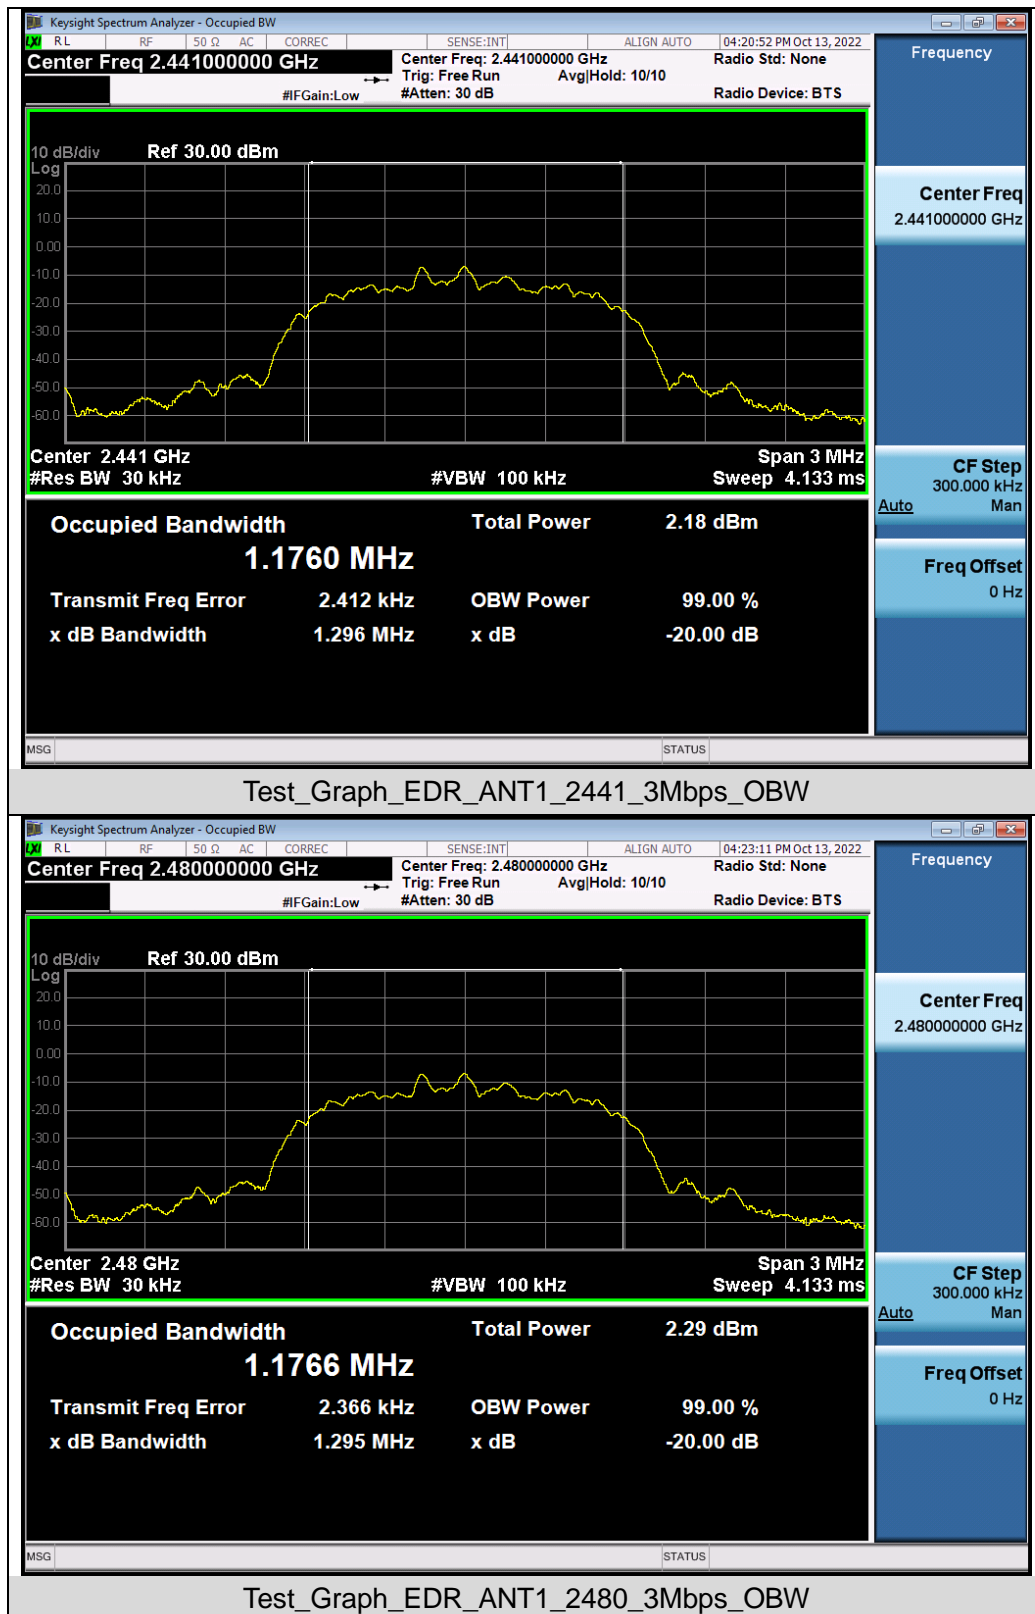 Keysight Spectrum Analyzer - Occupied BW
LXI RL RF 50 Ω AC CORREC SENSE:INT ALIGN AUTO 04:20:52 PM Oct 13, 2022
Center Freq 2.441000000 GHz Center Freq: 2.441000000 GHz Radio Std: None
Trig: Free Run Avg|Hold: 10/10
#IFGain:Low #Atten: 30 dB Radio Device: BTS
Frequency
10 dB/div Ref 30.00 dBm
Log
20.0
10.0
0.00
-10.0
-20.0
-30.0
-40.0
-50.0
-60.0
Center 2.441 GHz Span 3 MHz
#Res BW 30 kHz #VBW 100 kHz Sweep 4.133 ms
Center Freq
2.441000000 GHz
CF Step
300.000 kHz
Auto Man
Freq Offset
0 Hz
Occupied Bandwidth Total Power 2.18 dBm
1.1760 MHz
Transmit Freq Error 2.412 kHz OBW Power 99.00 %
x dB Bandwidth 1.296 MHz x dB -20.00 dB
MSG STATUS
Test_Graph_EDR_ANT1_2441_3Mbps_OBW
Keysight Spectrum Analyzer - Occupied BW
LXI RL RF 50 Ω AC CORREC SENSE:INT ALIGN AUTO 04:23:11 PM Oct 13, 2022
Center Freq 2.480000000 GHz Center Freq: 2.480000000 GHz Radio Std: None
Trig: Free Run Avg|Hold: 10/10
#IFGain:Low #Atten: 30 dB Radio Device: BTS
Frequency
10 dB/div Ref 30.00 dBm
Log
20.0
10.0
0.00
-10.0
-20.0
-30.0
-40.0
-50.0
-60.0
Center 2.48 GHz Span 3 MHz
#Res BW 30 kHz #VBW 100 kHz Sweep 4.133 ms
Center Freq
2.480000000 GHz
CF Step
300.000 kHz
Auto Man
Freq Offset
0 Hz
Occupied Bandwidth Total Power 2.29 dBm
1.1766 MHz
Transmit Freq Error 2.366 kHz OBW Power 99.00 %
x dB Bandwidth 1.295 MHz x dB -20.00 dB
MSG STATUS
Test_Graph_EDR_ANT1_2480_3Mbps_OBW